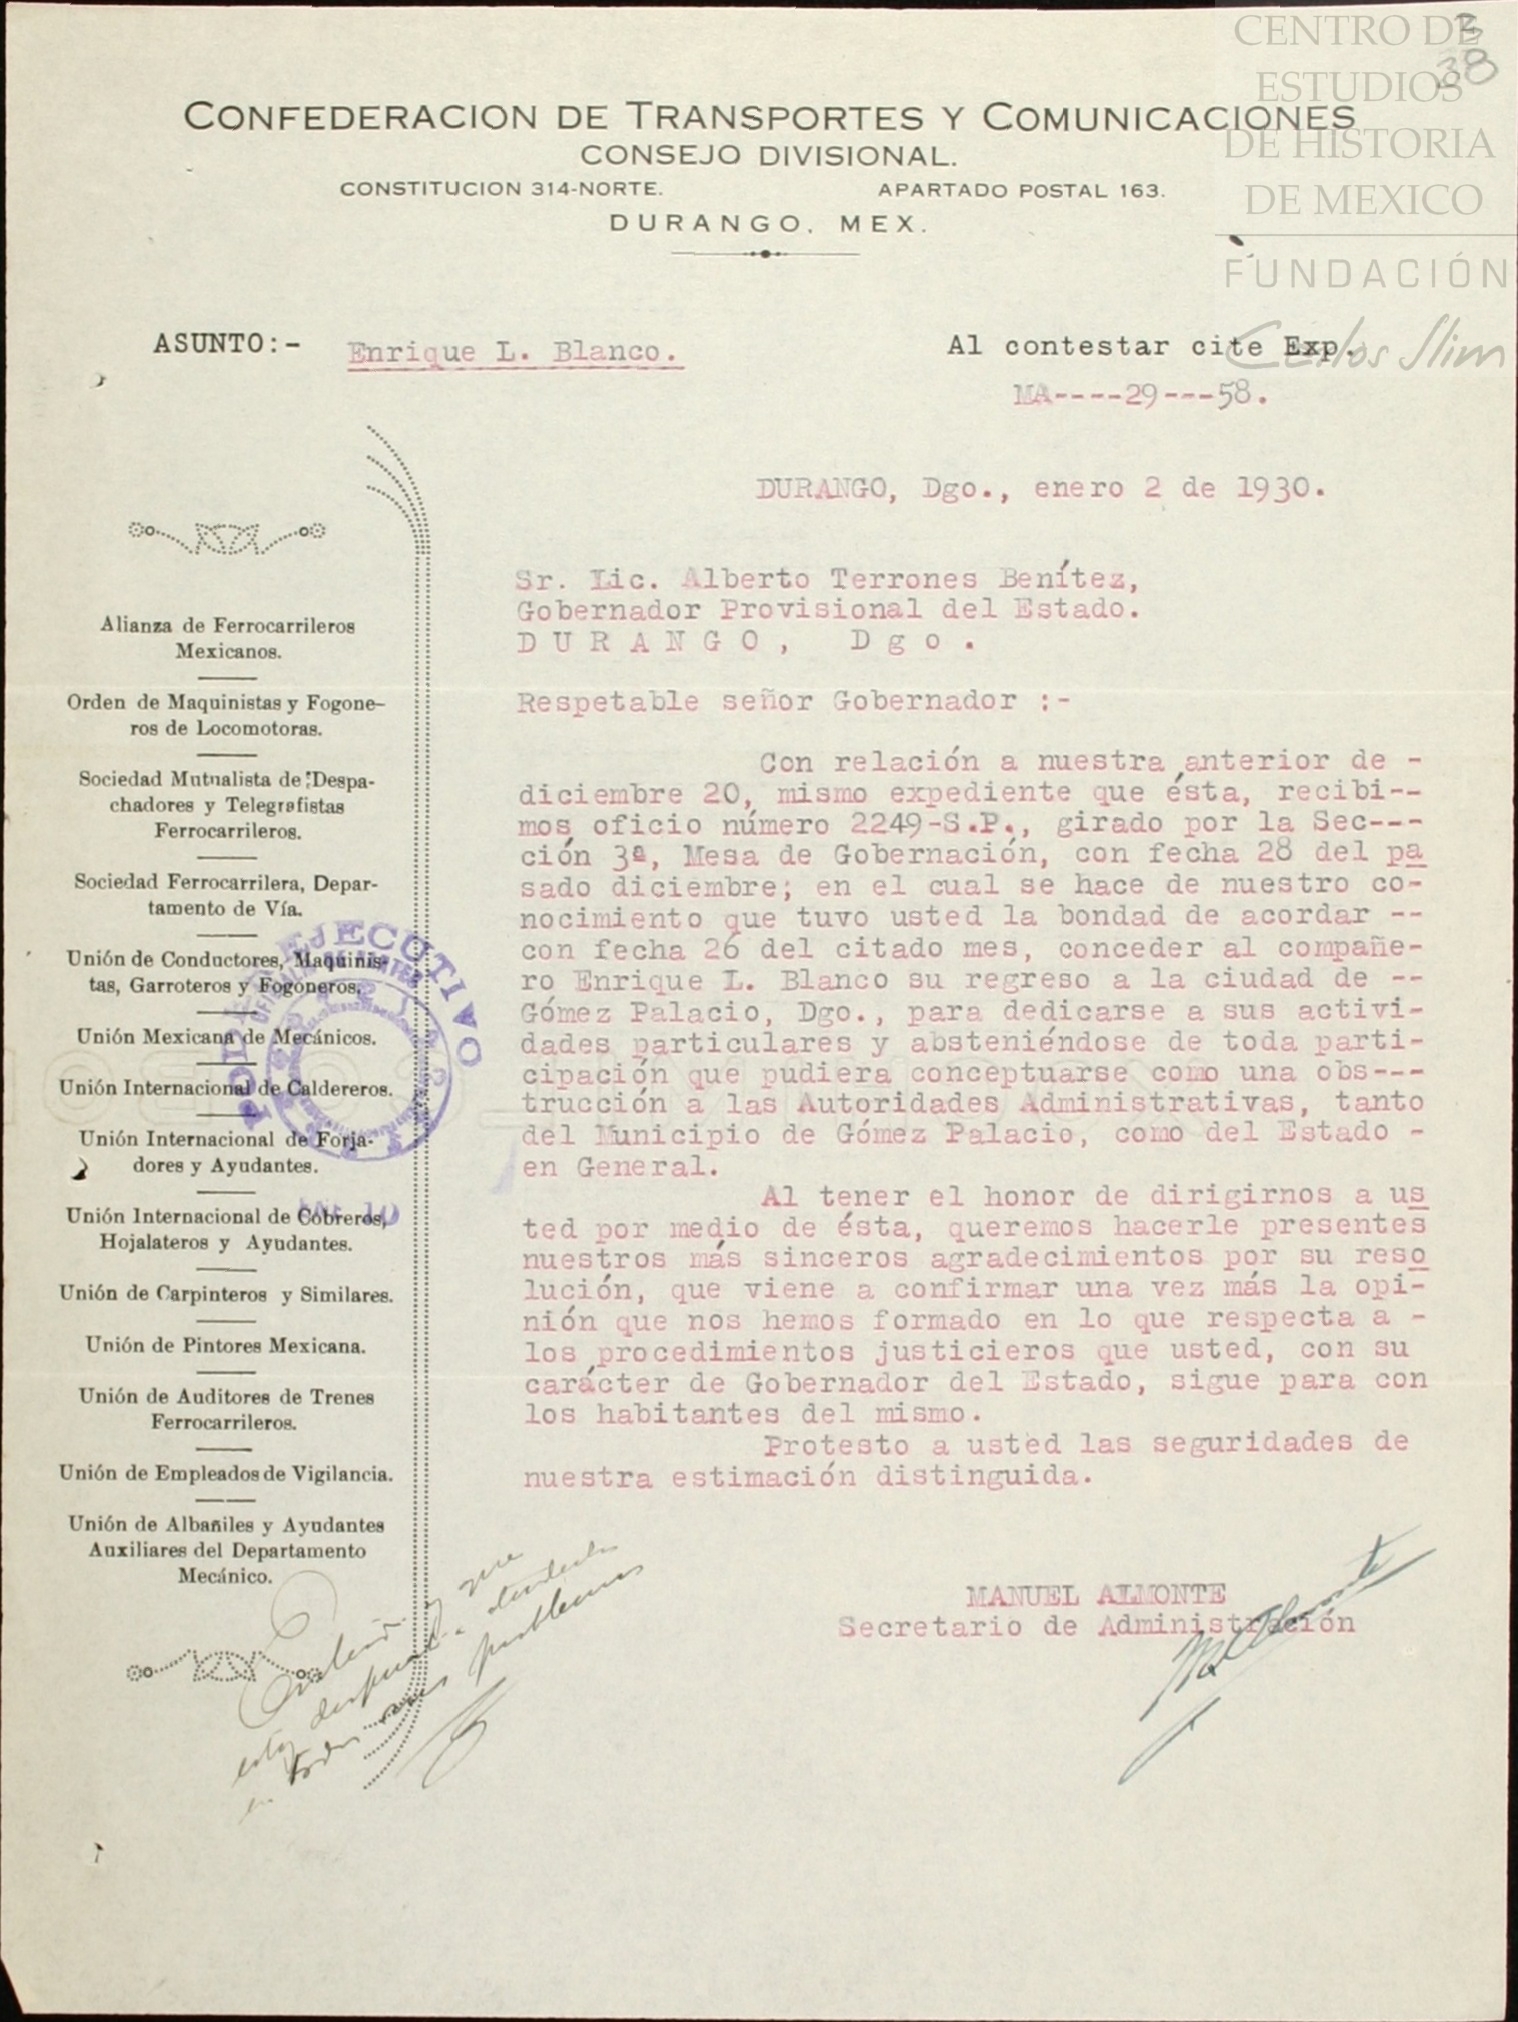 CENTRO DE
ESTUDIOS
DE HISTORIA
DE MEXICO
FUNDACIÓN
Carlos Slim
3
38
CONFEDERACION DE TRANSPORTES Y COMUNICACIONES
CONSEJO DIVISIONAL.
CONSTITUCION 314-NORTE. APARTADO POSTAL 163.
DURANGO, MEX.
ASUNTO:- Enrique L. Blanco.
Al contestar cite Exp.
MA----29---58.
DURANGO, Dgo., enero 2 de 1930.
Alianza de Ferrocarrileros
Mexicanos.
Orden de Maquinistas y Fogone-
ros de Locomotoras.
Sociedad Mutualista de Despa-
chadores y Telegrafistas
Ferrocarrileros.
Sociedad Ferrocarrilera, Depar-
tamento de Vía.
Unión de Conductores, Maquinis-
tas, Garroteros y Fogoneros.
Unión Mexicana de Mecánicos.
Unión Internacional de Caldereros.
Unión Internacional de Forja-
dores y Ayudantes.
Unión Internacional de Cobreros,
Hojalateros y Ayudantes.
Unión de Carpinteros y Similares.
Unión de Pintores Mexicana.
Unión de Auditores de Trenes
Ferrocarrileros.
Unión de Empleados de Vigilancia.
Unión de Albañiles y Ayudantes
Auxiliares del Departamento
Mecánico.
PODER EJECUTIVO
ENE 10
Sr. Lic. Alberto Terrones Benítez,
Gobernador Provisional del Estado.
DURANGO, Dgo.
Respetable señor Gobernador :-
Con relación a nuestra anterior de -
diciembre 20, mismo expediente que ésta, recibi--
mos oficio número 2249-S.P., girado por la Sec---
ción 3ª, Mesa de Gobernación, con fecha 28 del pa
sado diciembre; en el cual se hace de nuestro co-
nocimiento que tuvo usted la bondad de acordar --
con fecha 26 del citado mes, conceder al compañe-
ro Enrique L. Blanco su regreso a la ciudad de --
Gómez Palacio, Dgo., para dedicarse a sus activi-
dades particulares y absteniéndose de toda parti-
cipación que pudiera conceptuarse como una obs---
trucción a las Autoridades Administrativas, tanto
del Municipio de Gómez Palacio, como del Estado -
en General.
Al tener el honor de dirigirnos a us
ted por medio de ésta, queremos hacerle presentes
nuestros más sinceros agradecimientos por su reso
lución, que viene a confirmar una vez más la opi-
nión que nos hemos formado en lo que respecta a -
los procedimientos justicieros que usted, con su
carácter de Gobernador del Estado, sigue para con
los habitantes del mismo.
Protesto a usted las seguridades de
nuestra estimación distinguida.
MANUEL ALMONTE
Secretario de Administración
y que
estoy
en todos sus problemas